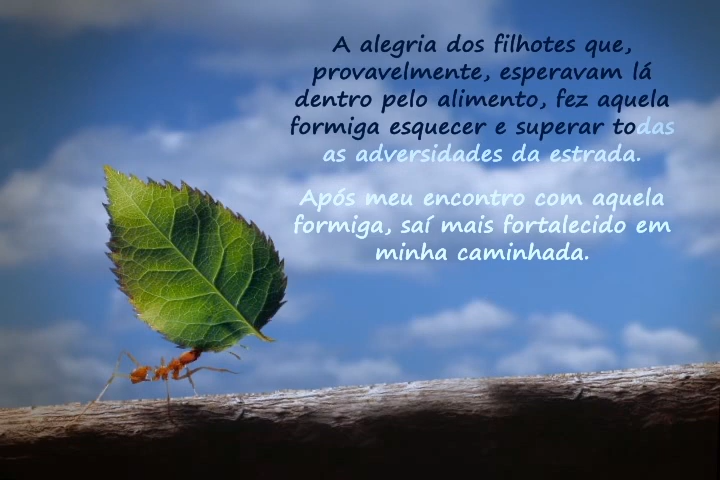 A alegria dos filhotes que,
provavelmente, esperavam lá
dentro pelo alimento, fez aquela
formiga esquecer e superar todas
as adversidades da estrada.
Após meu encontro com aquela
formiga, saí mais fortalecido em
minha caminhada.